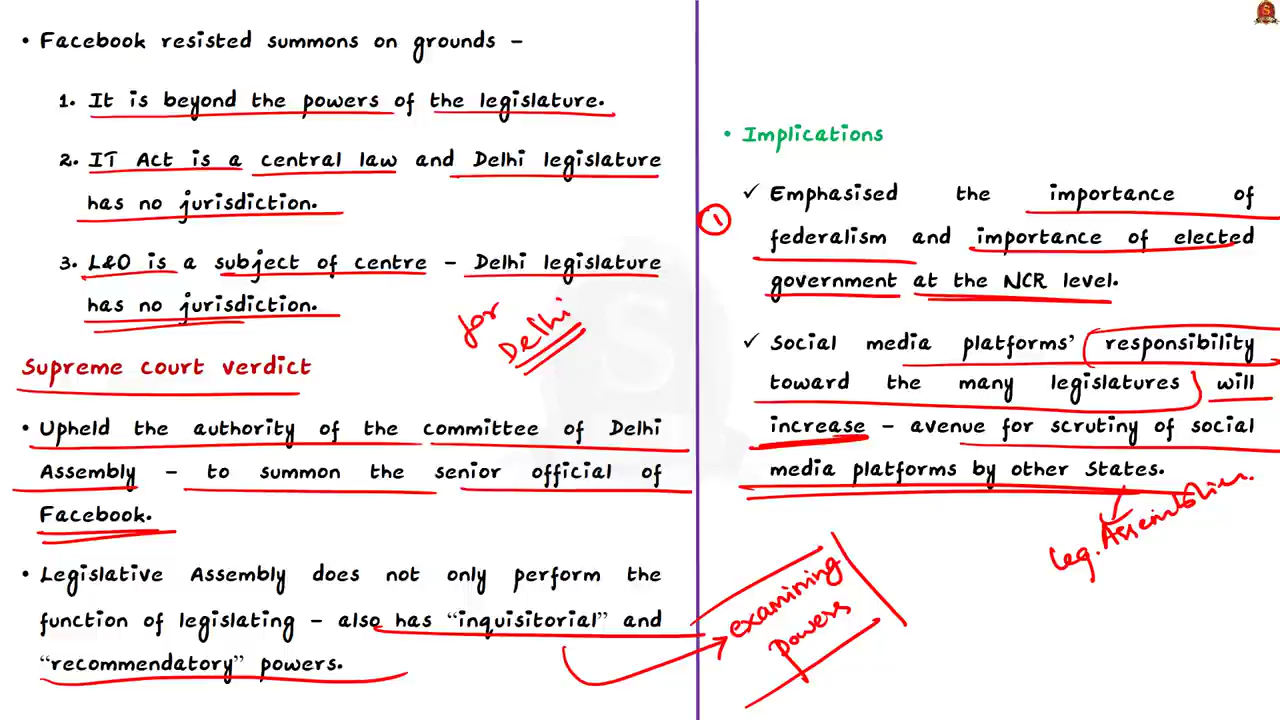 • Facebook resisted summons on grounds –
1. It is beyond the powers of the legislature.
2. IT Act is a central law and Delhi legislature
has no jurisdiction.
3. L&O is a subject of centre – Delhi legislature
has no jurisdiction.
for
Delhi
Supreme court verdict
• Upheld the authority of the committee of Delhi
Assembly – to summon the senior official of
Facebook.
• Legislative Assembly does not only perform the
function of legislating – also has “inquisitorial” and
“recommendatory” powers.
examining
powers
• Implications
✓ Emphasised the importance of
1
federalism and importance of elected
government at the NCR level.
✓ Social media platforms’ responsibility
toward the many legislatures will
increase – avenue for scrutiny of social
media platforms by other States.
Leg. Assemblies.
S